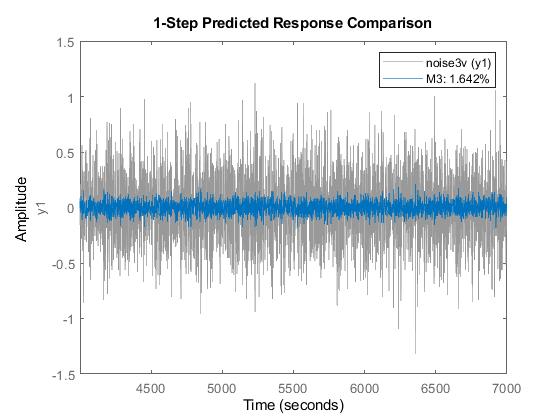 1-Step Predicted Response Comparison
1.5
1
0.5
0
-0.5
-1
-1.5
Amplitude
y1
noise3v (y1)
M3: 1.642%
4500
5000
5500
6000
6500
7000
Time (seconds)